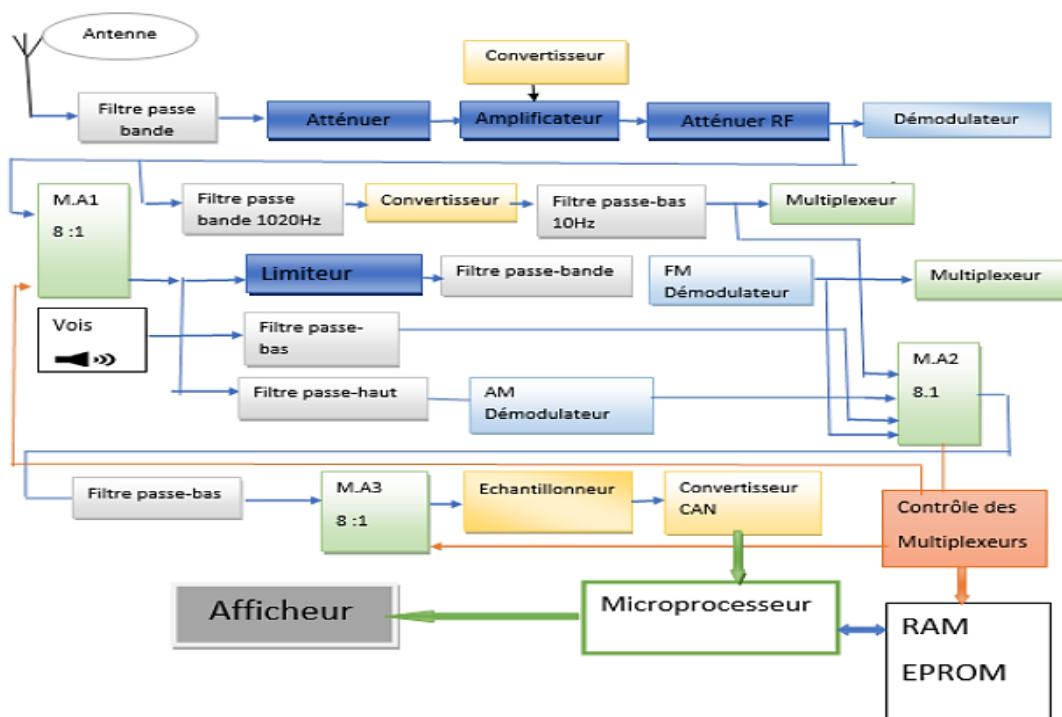 Antenne
Convertisseur
Filtre passe
bande
Atténuer
Amplificateur
Atténuer RF
Démodulateur
M.A1
8 :1
Filtre passe
bande 1020Hz
Convertisseur
Filtre passe-bas
10Hz
Multiplexeur
Limiteur
Filtre passe-bande
FM
Démodulateur
Multiplexeur
Vois
Filtre passe-
bas
M.A2
8.1
Filtre passe-haut
AM
Démodulateur
Filtre passe-bas
M.A3
8 :1
Echantillonneur
Convertisseur
CAN
Contrôle des
Multiplexeurs
Afficheur
Microprocesseur
RAM
EPROM